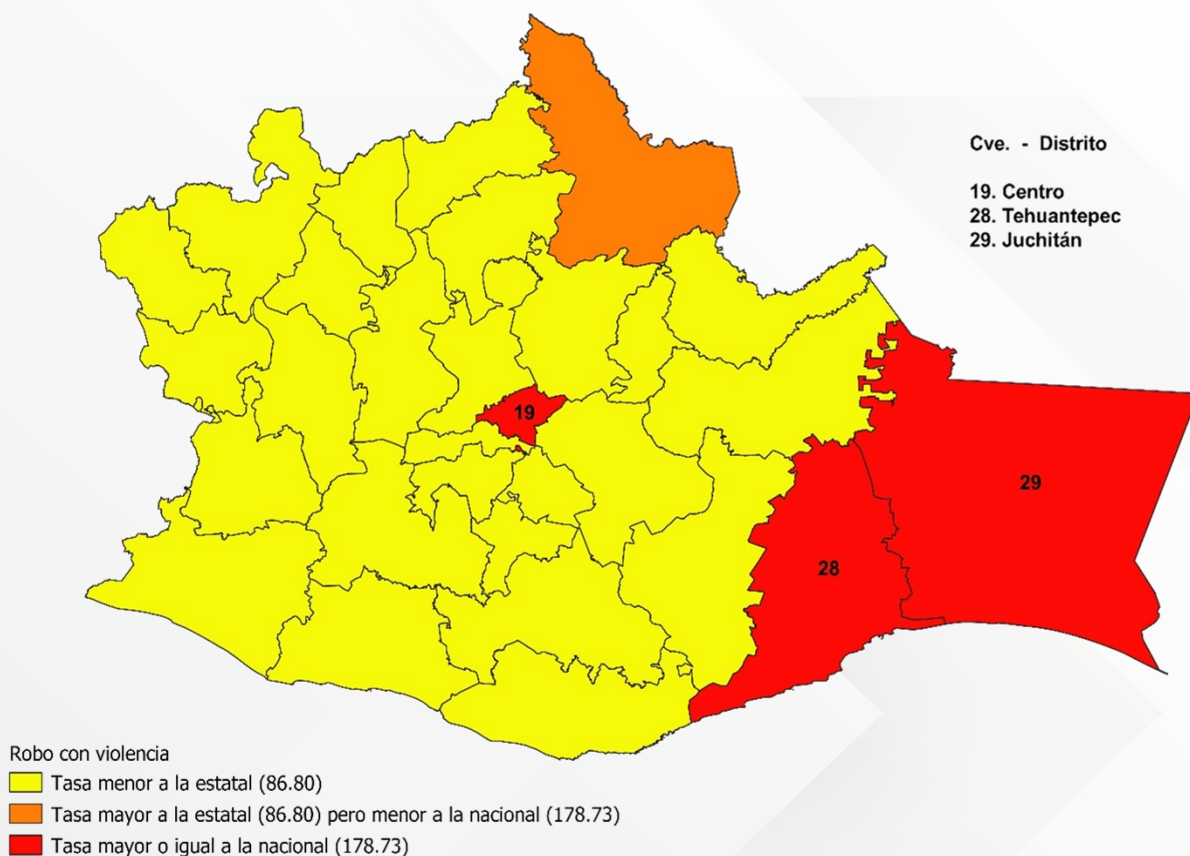 Cve. - Distrito
19. Centro
28. Tehuantepec
29. Juchitán
19
29
28
Robo con violencia
Tasa menor a la estatal (86.80)
Tasa mayor a la estatal (86.80) pero menor a la nacional (178.73)
Tasa mayor o igual a la nacional (178.73)